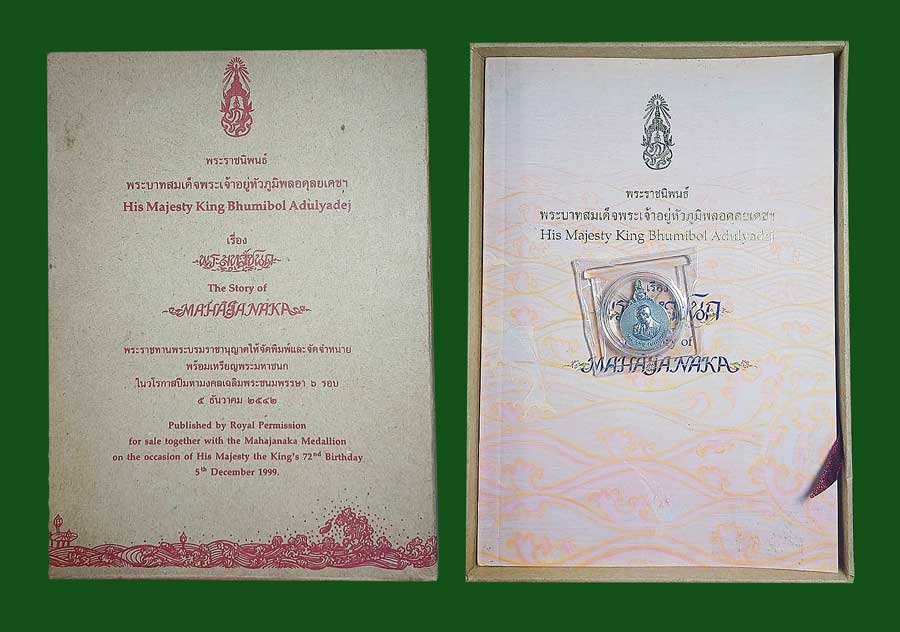 พระราชนิพนธ์
พระบาทสมเด็จพระเจ้าอยู่หัวภูมิพลอดุลยเดชฯ
His Majesty King Bhumibol Adulyadej
เรื่อง
พระมหาชนก
The Story of
MAHAJANAKA
พระราชทานพระบรมราชานุญาตให้จัดพิมพ์และจัดจำหน่าย
พร้อมเหรียญพระมหาชนก
ในวโรกาสปีมหามงคลเฉลิมพระชนมพรรษา ๖ รอบ
๕ ธันวาคม ๒๕๔๒
Published by Royal Permission
for sale together with the Mahajanaka Medallion
on the occasion of His Majesty the King's 72nd Birthday
5th December 1999.
พระราชนิพนธ์
พระบาทสมเด็จพระเจ้าอยู่หัวภูมิพลอดุลยเดชฯ
His Majesty King Bhumibol Adulyadej
เรื่อง
of
MAHAJANAKA